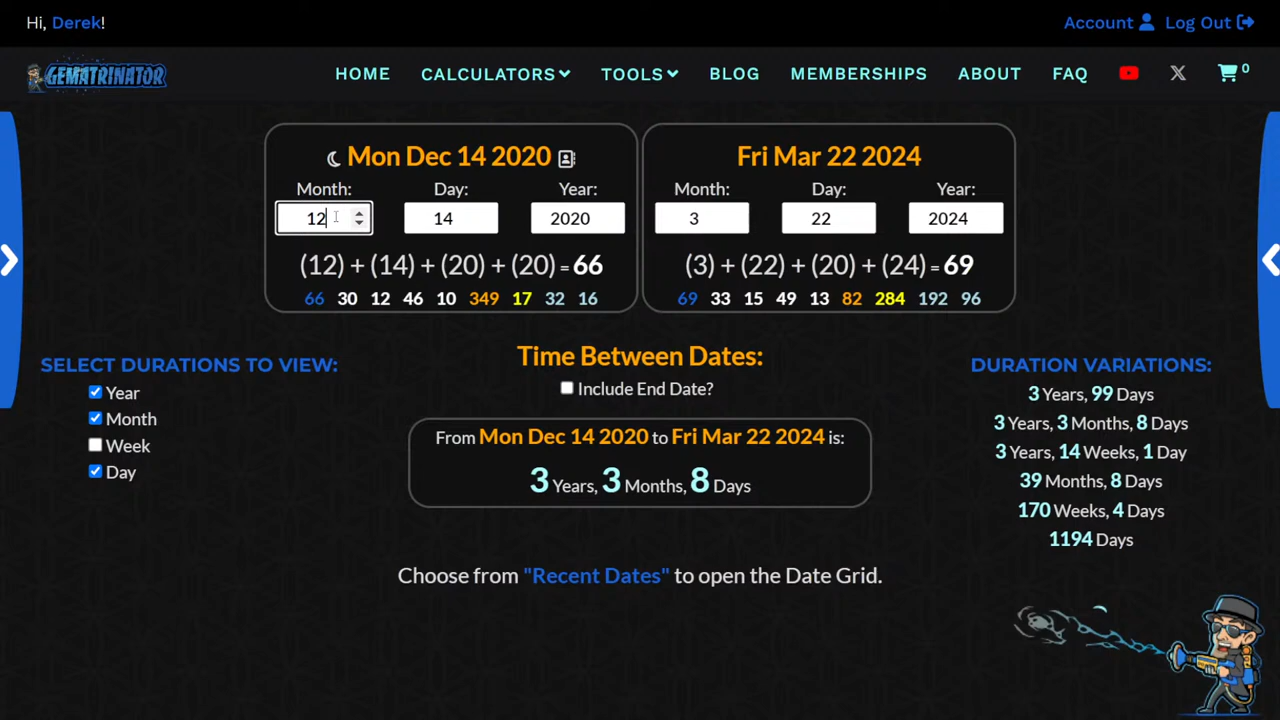 Hi, Derek!
Account
Log Out
GEMATRINATOR
HOME
CALCULATORS
TOOLS
BLOG
MEMBERSHIPS
ABOUT
FAQ
0
Mon Dec 14 2020
Month:
Day:
Year:
12
14
2020
(12) + (14) + (20) + (20) = 66
66 30 12 46 10 349 17 32 16
Fri Mar 22 2024
Month:
Day:
Year:
3
22
2024
(3) + (22) + (20) + (24) = 69
69 33 15 49 13 82 284 192 96
SELECT DURATIONS TO VIEW:
Year
Month
Week
Day
Time Between Dates:
Include End Date?
From Mon Dec 14 2020 to Fri Mar 22 2024 is:
3 Years, 3 Months, 8 Days
Choose from "Recent Dates" to open the Date Grid.
DURATION VARIATIONS:
3 Years, 99 Days
3 Years, 3 Months, 8 Days
3 Years, 14 Weeks, 1 Day
39 Months, 8 Days
170 Weeks, 4 Days
1194 Days